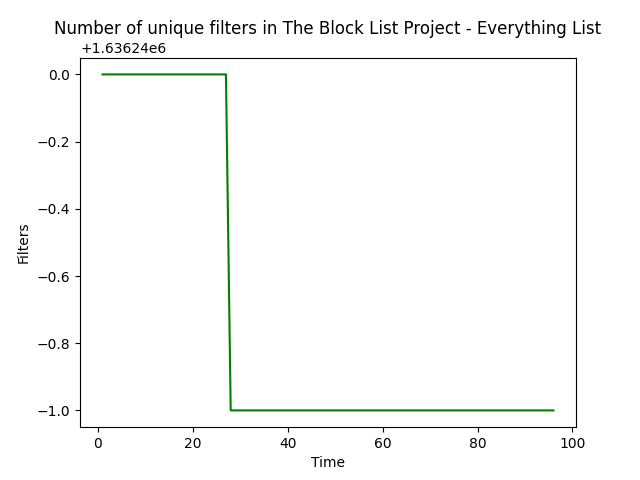 Number of unique filters in The Block List Project - Everything List
+1.63624e6
0.0
−0.2
−0.4
−0.6
−0.8
−1.0
Filters
0 20 40 60 80 100
Time